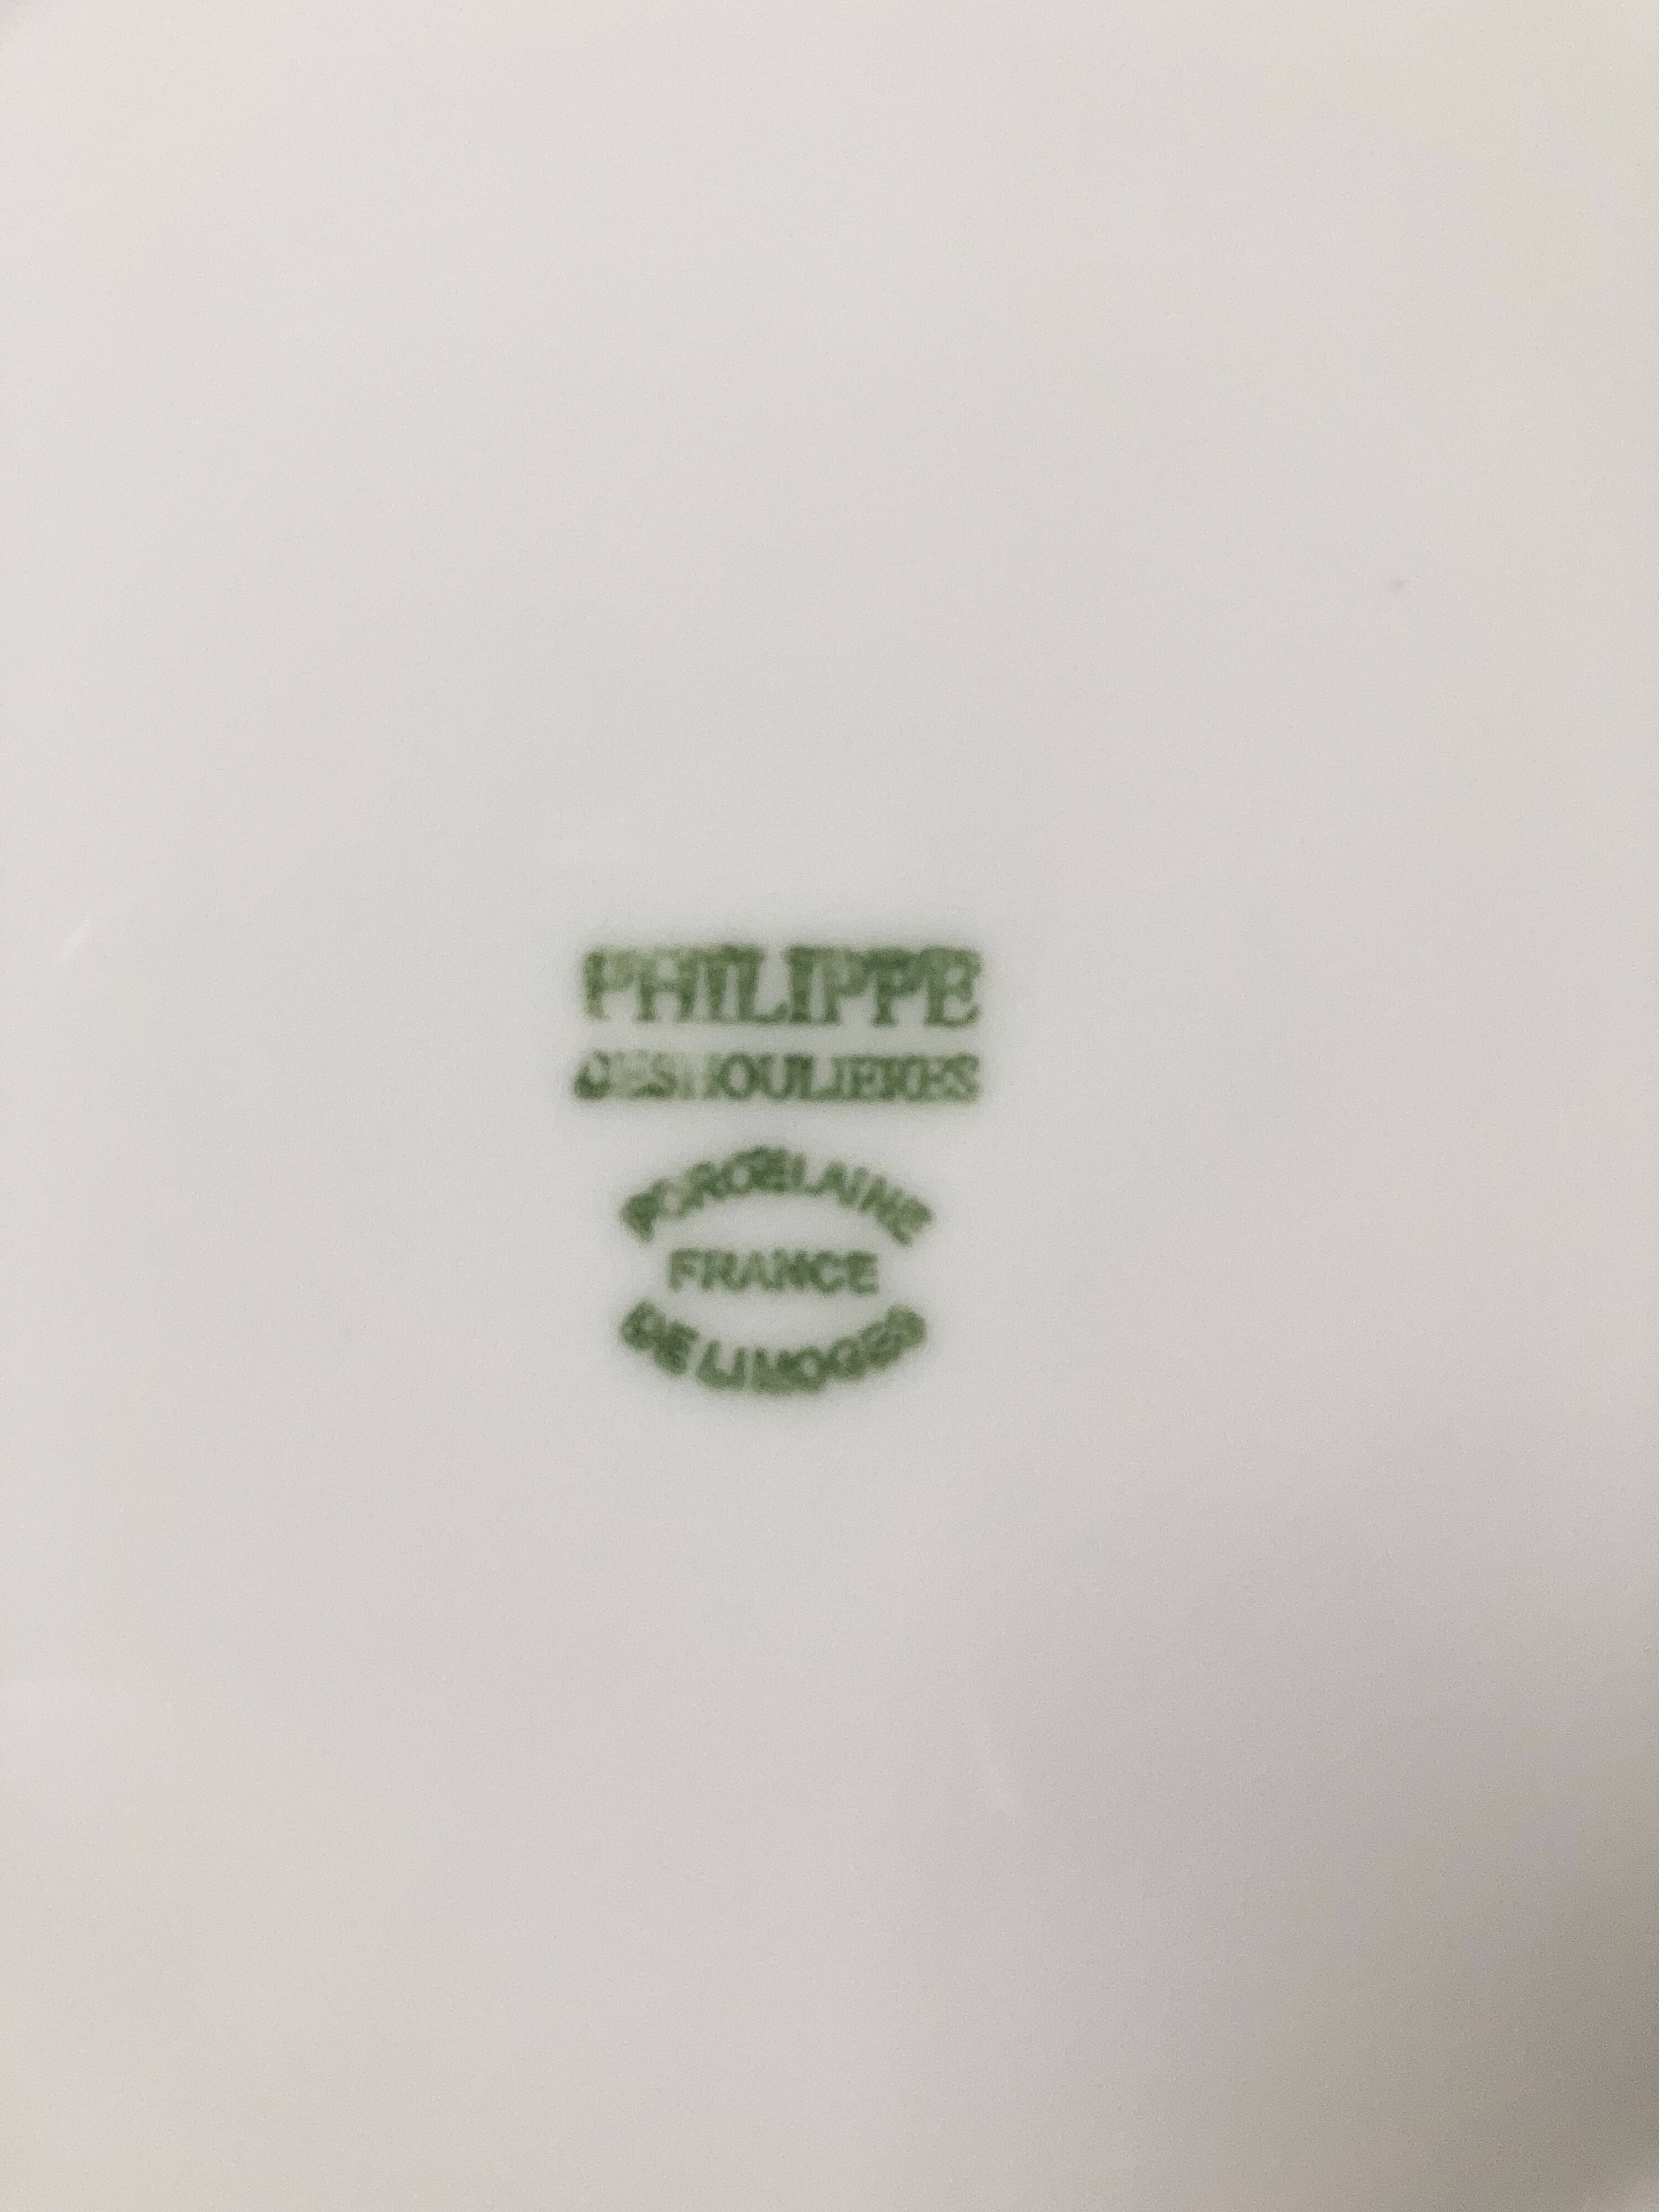 PHILIPPE
DESHOULIERES
PORCELAINE
FRANCE
DE LIMOGES